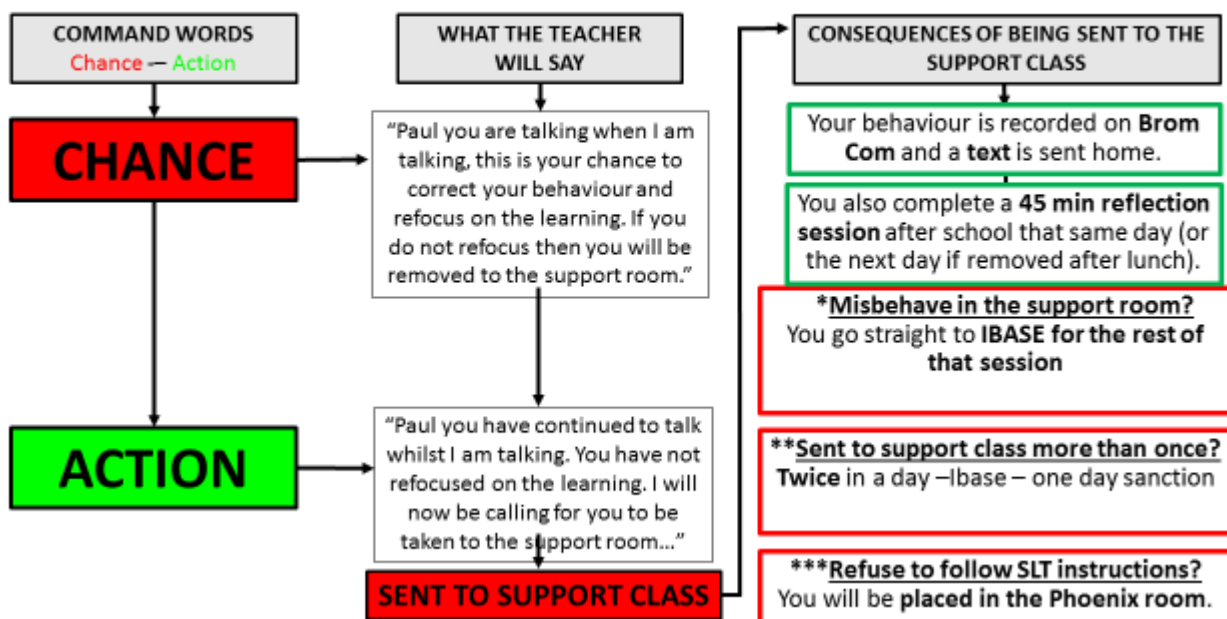 COMMAND WORDS
Chance — Action
CHANCE
ACTION
WHAT THE TEACHER
WILL SAY
“Paul you are talking when I am
talking, this is your chance to
correct your behaviour and
refocus on the learning. If you
do not refocus then you will be
removed to the support room.”
“Paul you have continued to talk
whilst I am talking. You have not
refocused on the learning. I will
now be calling for you to be
taken to the support room…”
SENT TO SUPPORT CLASS
CONSEQUENCES OF BEING SENT TO THE
SUPPORT CLASS
Your behaviour is recorded on Brom
Com and a text is sent home.
You also complete a 45 min reflection
session after school that same day (or
the next day if removed after lunch).
*Misbehave in the support room?
You go straight to IBASE for the rest of
that session
**Sent to support class more than once?
Twice in a day –Ibase – one day sanction
***Refuse to follow SLT instructions?
You will be placed in the Phoenix room.